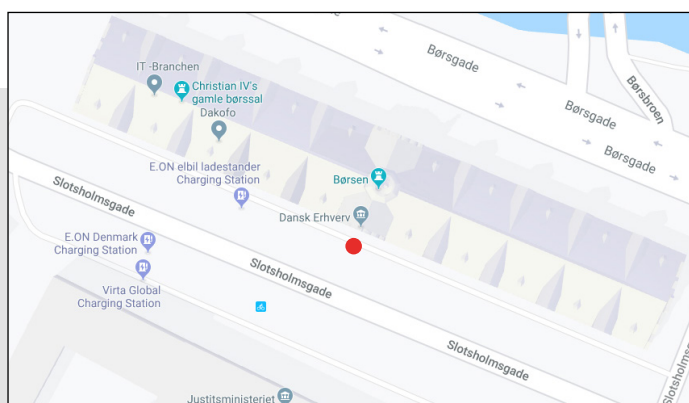 Børsgade
Børsgade
Børsbroen
Børsgade
IT -Branchen
Christian IV's
gamle børssal
Dakofo
E.ON elbil ladestander
Charging Station
Børsen
Slotsholmsgade
Dansk Erhverv
E.ON Denmark
Charging Station
Slotsholmsgade
Virta Global
Charging Station
Slotsholmsgade
Slotsholmsg
Justitsministeriet